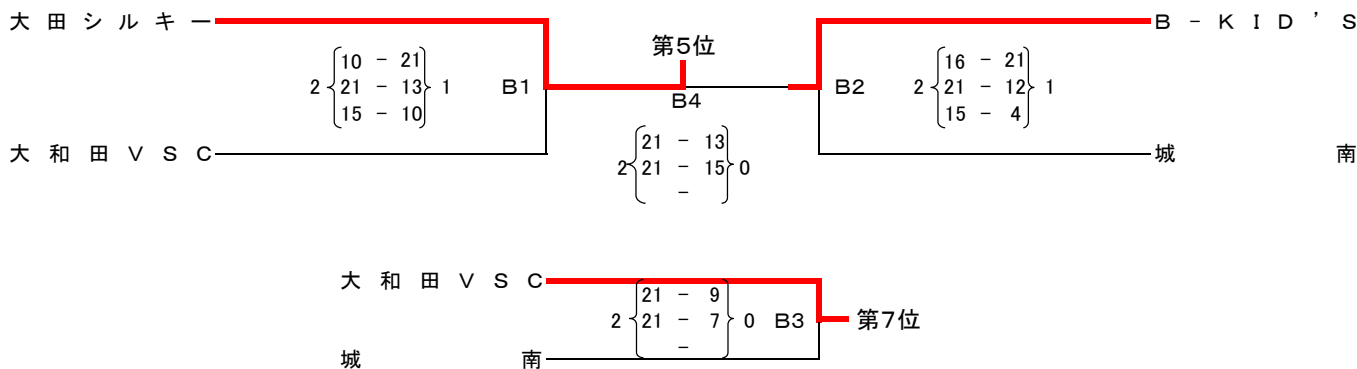 大田シルキー B-KID'S
第5位
10 - 21 16 - 21
2 21 - 13 1 B1 B2 2 21 - 12 1
15 - 10 B4 15 - 4
21 - 13
大和田VSC 城南
2 21 - 15 0
-
大和田VSC
21 - 9
2 21 - 7 0 B3 第7位
-
城南